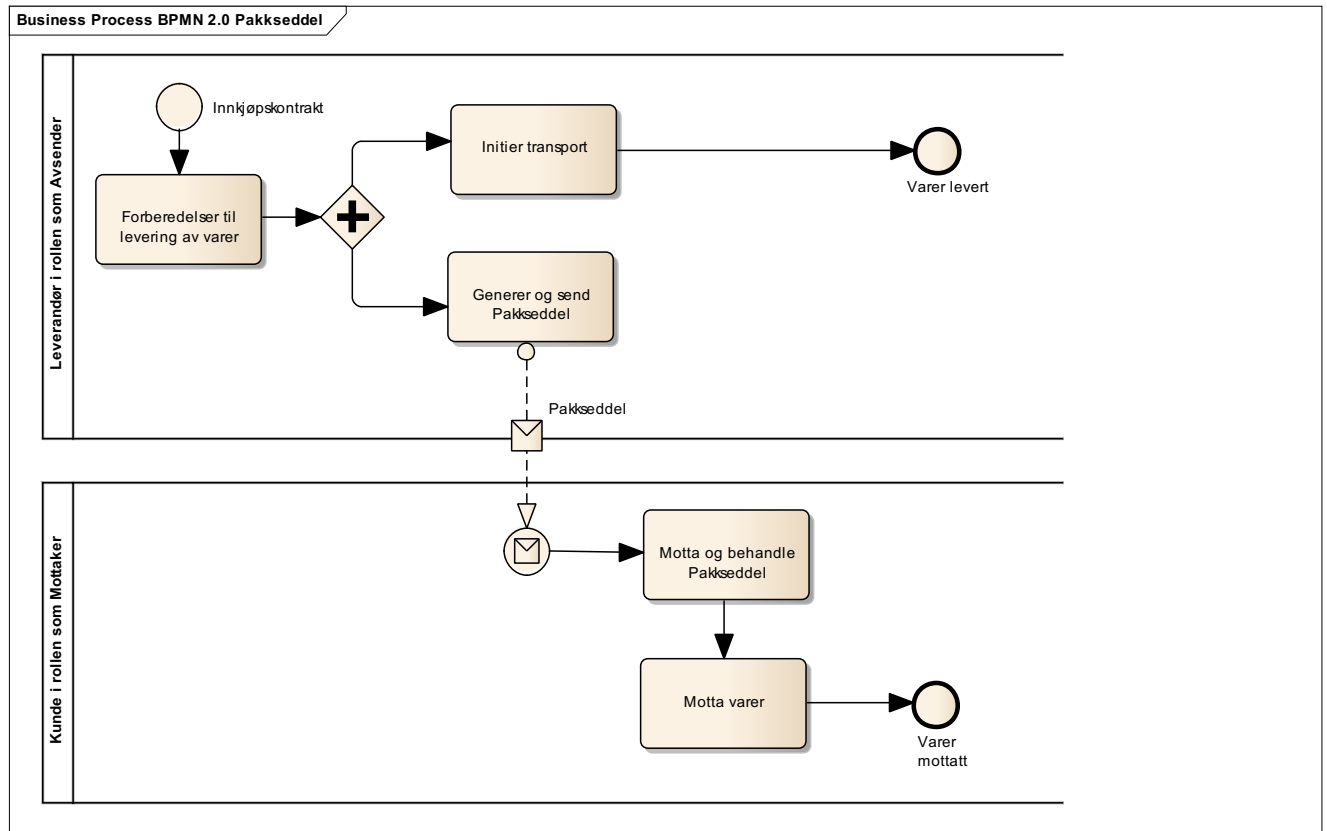 Business Process BPMN 2.0 Pakkseddel
Leverandør i rollen som Avsender
Innkjøpskontrakt
Forberedelser til
levering av varer
Initier transport
Varer levert
Generer og send
Pakkseddel
Pakkseddel
Kunde i rollen som Mottaker
Motta og behandle
Pakkseddel
Motta varer
Varer
mottatt